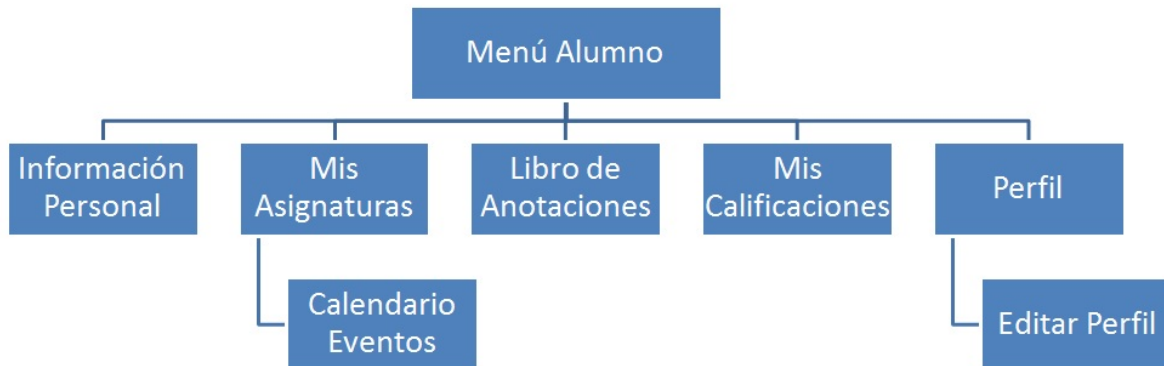 Menú Alumno
Información
Personal
Mis
Asignaturas
Libro de
Anotaciones
Mis
Calificaciones
Perfil
Calendario
Eventos
Editar Perfil